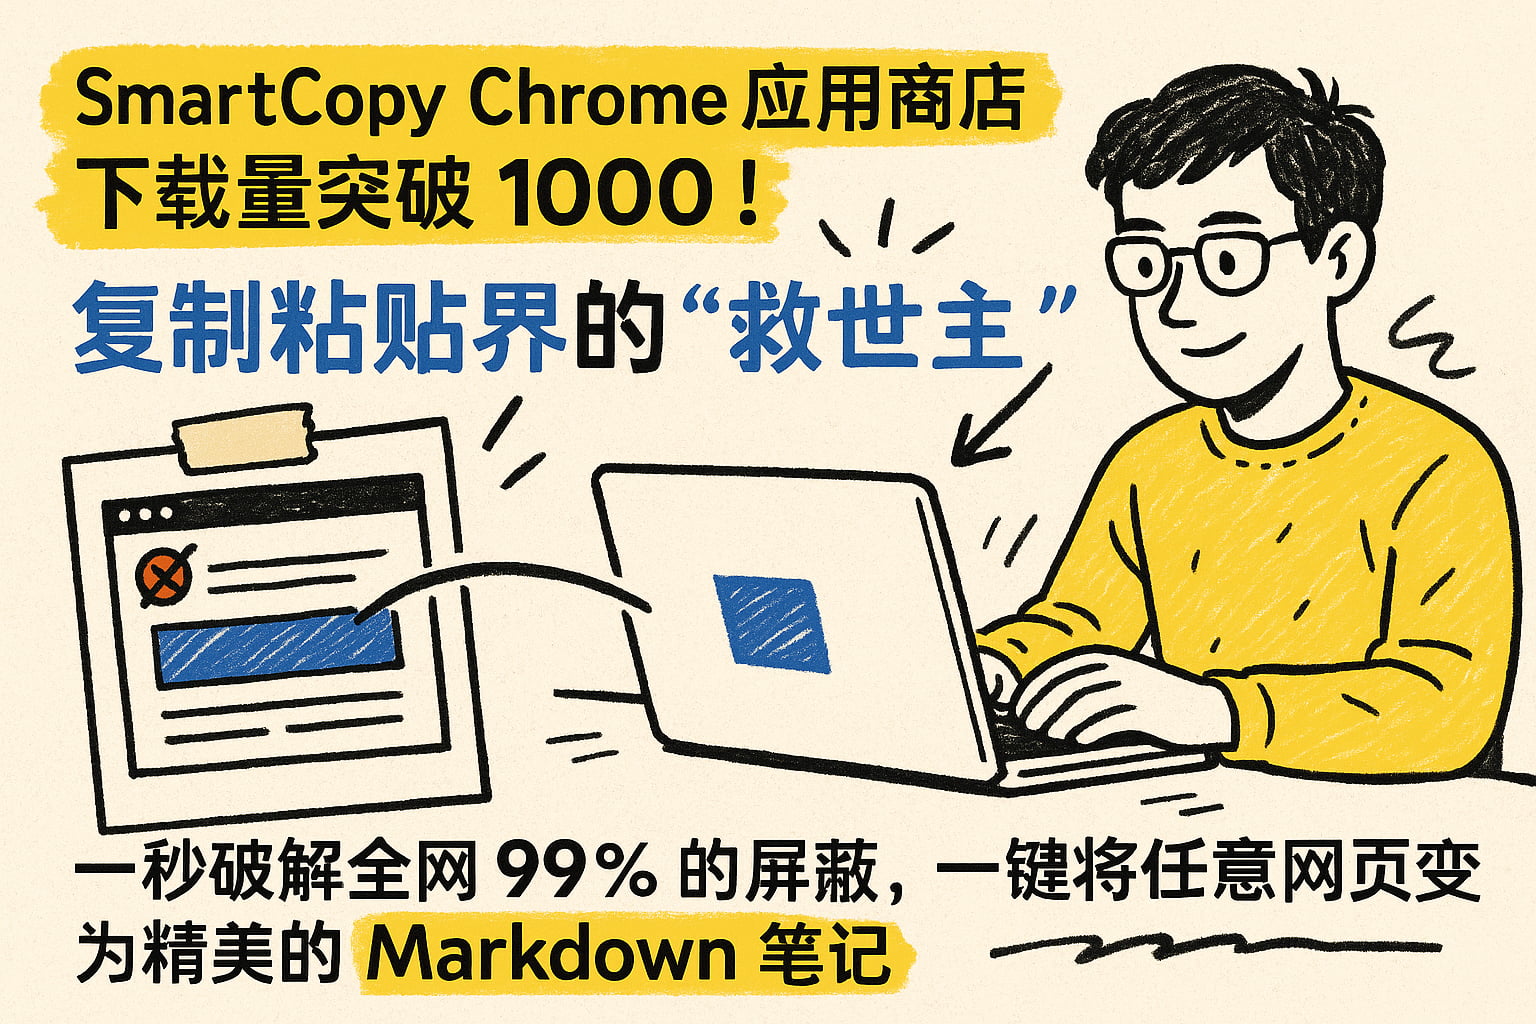 SmartCopy Chrome 应用商店
下载量突破 1000！
复制粘贴界的“救世主”
一秒破解全网 99% 的屏蔽，一键将任意网页变
为精美的 Markdown 笔记